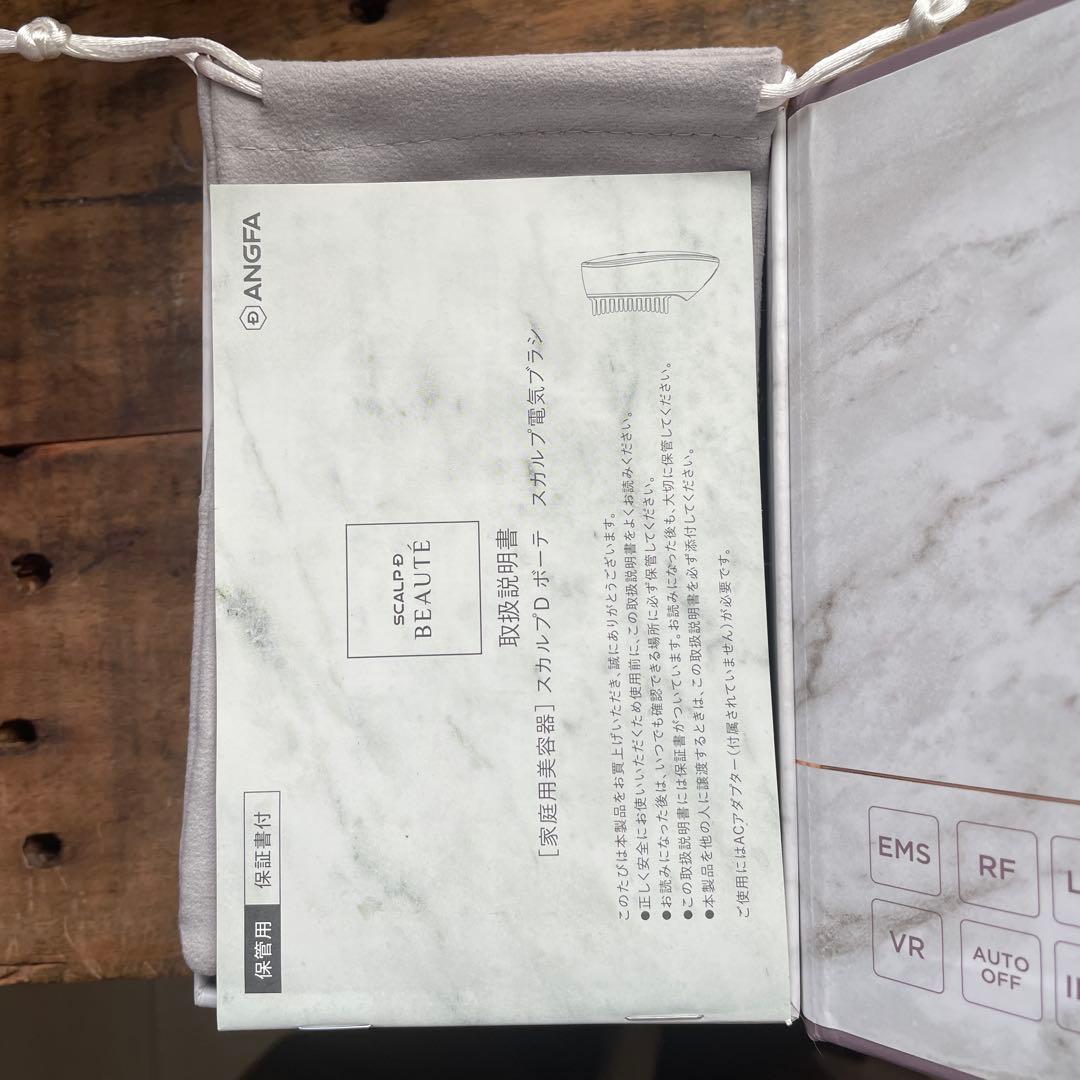 保管用 保証書付
ANGFA
SCALP D
BEAUTÉ
取扱説明書
［家庭用美容器］スカルプD ボーテ スカルプ電気ブラシ
このたびは本製品をお買上げいただき、誠にありがとうございます。
●正しく安全にお使いいただくため使用前に、この取扱説明書をよくお読みください。
●お読みになった後は、いつでも確認できる場所に必ず保管してください。
●この取扱説明書には保証書がついています。お読みになった後も、大切に保管してください。
●本製品を他の人に譲渡するときは、この取扱説明書を必ず添付してください。
ご使用にはACアダプター（付属されていません）が必要です。
EMS
RF
VR
AUTO
OFF